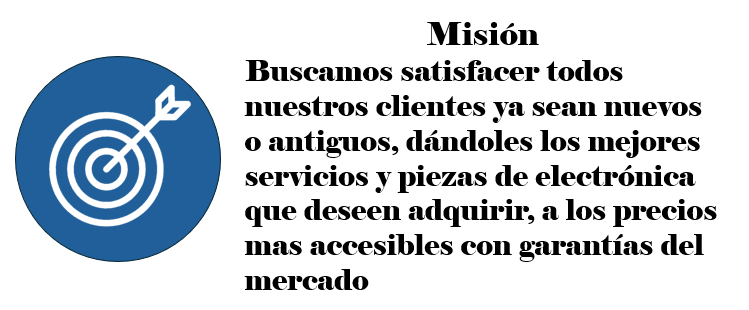 Misión
Buscamos satisfacer todos
nuestros clientes ya sean nuevos
o antiguos, dándoles los mejores
servicios y piezas de electrónica
que deseen adquirir, a los precios
mas accesibles con garantías del
mercado